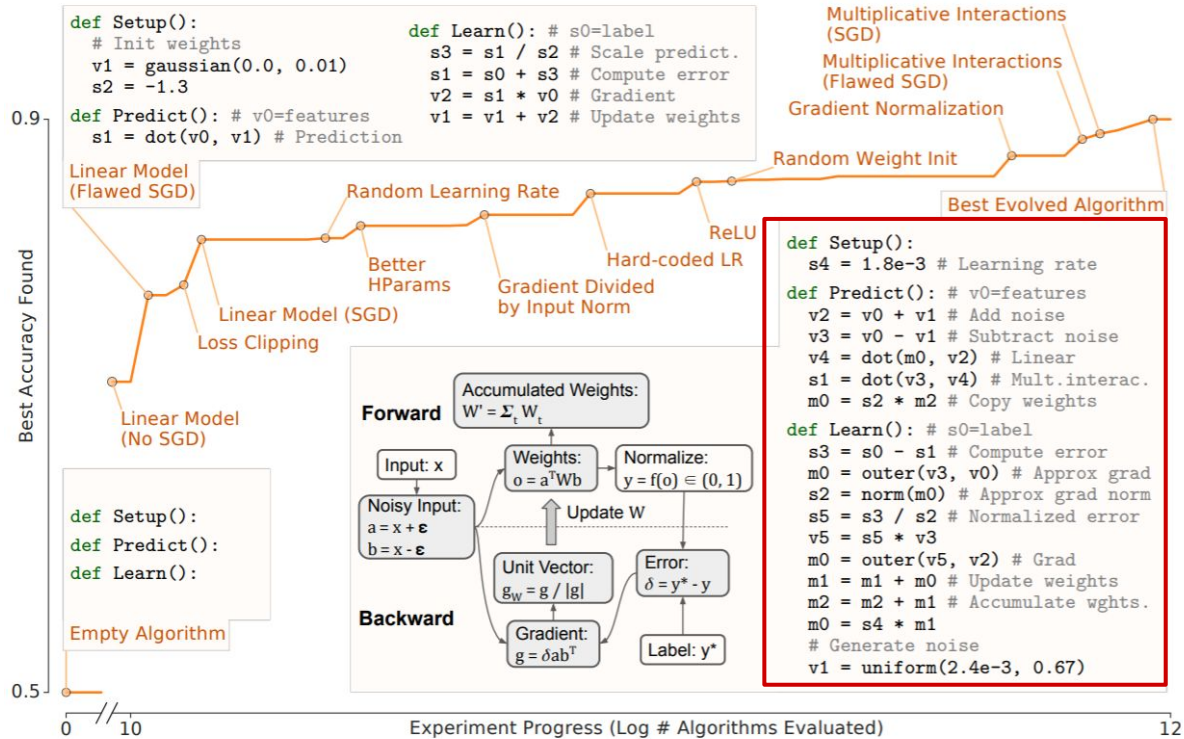 def Setup():
# Init weights
v1 = gaussian(0.0, 0.01)
s2 = -1.3
def Predict(): # v0=features
s1 = dot(v0, v1) # Prediction
def Learn(): # s0=label
s3 = s1 / s2 # Scale predict.
s1 = s0 + s3 # Compute error
v2 = s1 * v0 # Gradient
v1 = v1 + v2 # Update weights
Linear Model
(Flawed SGD)
Multiplicative Interactions
(SGD)
Multiplicative Interactions
(Flawed SGD)
Gradient Normalization
Random Weight Init
Random Learning Rate
Best Evolved Algorithm
ReLU
Hard-coded LR
Better
HParams
Gradient Divided
by Input Norm
Linear Model (SGD)
Loss Clipping
Linear Model
(No SGD)
def Setup():
s4 = 1.8e-3 # Learning rate
def Predict(): # v0=features
v2 = v0 + v1 # Add noise
v3 = v0 - v1 # Subtract noise
v4 = dot(m0, v2) # Linear
s1 = dot(v3, v4) # Mult.interac.
m0 = s2 * m2 # Copy weights
def Learn(): # s0=label
s3 = s0 - s1 # Compute error
m0 = outer(v3, v0) # Approx grad
s2 = norm(m0) # Approx grad norm
s5 = s3 / s2 # Normalized error
v5 = s5 * v3
m0 = outer(v5, v2) # Grad
m1 = m1 + m0 # Update weights
m2 = m2 + m1 # Accumulate wghts.
m0 = s4 * m1
# Generate noise
v1 = uniform(2.4e-3, 0.67)
Forward
Accumulated Weights:
W' = Σt Wt
Input: x
Weights:
o = aᵀWb
Normalize:
y = f(o) ∈ (0, 1)
Noisy Input:
a = x + ε
b = x - ε
Update W
Unit Vector:
gW = g / |g|
Error:
δ = y* - y
Backward
Gradient:
g = δabᵀ
Label: y*
def Setup():
def Predict():
def Learn():
Empty Algorithm
Best Accuracy Found
0.9
0.5
0
10
12
Experiment Progress (Log # Algorithms Evaluated)